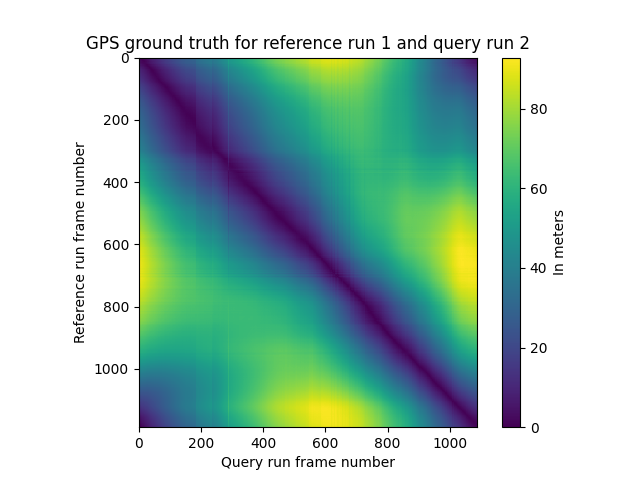 GPS ground truth for reference run 1 and query run 2
0
200
400
600
800
1000
Reference run frame number
0 200 400 600 800 1000
Query run frame number
80
60
40
20
0
In meters